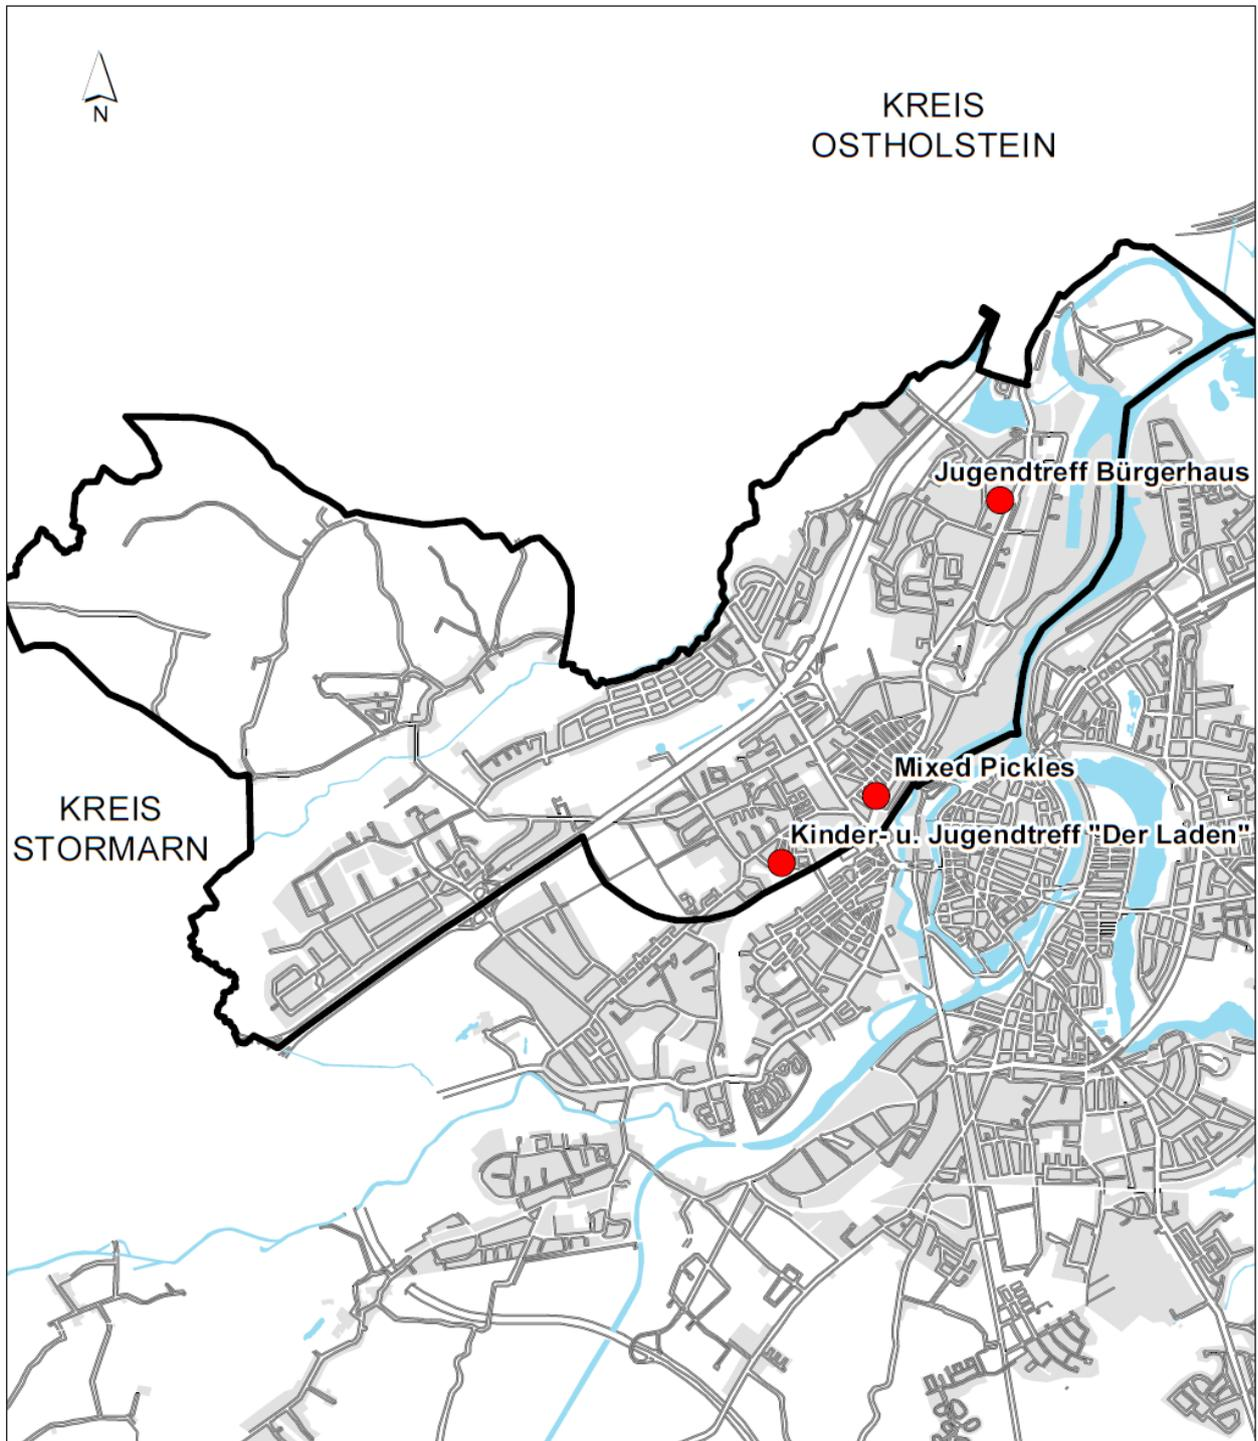 N
KREIS
OSTHOLSTEIN
Jugendtreff Bürgerhaus
Mixed Pickles
KREIS
STORMARN
Kinder- u. Jugendtreff "Der Laden"